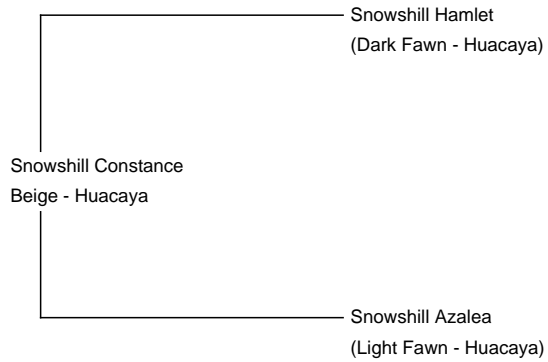 Snowshill Hamlet
(Dark Fawn - Huacaya)
Snowshill Constance
Beige - Huacaya
Snowshill Azalea
(Light Fawn - Huacaya)